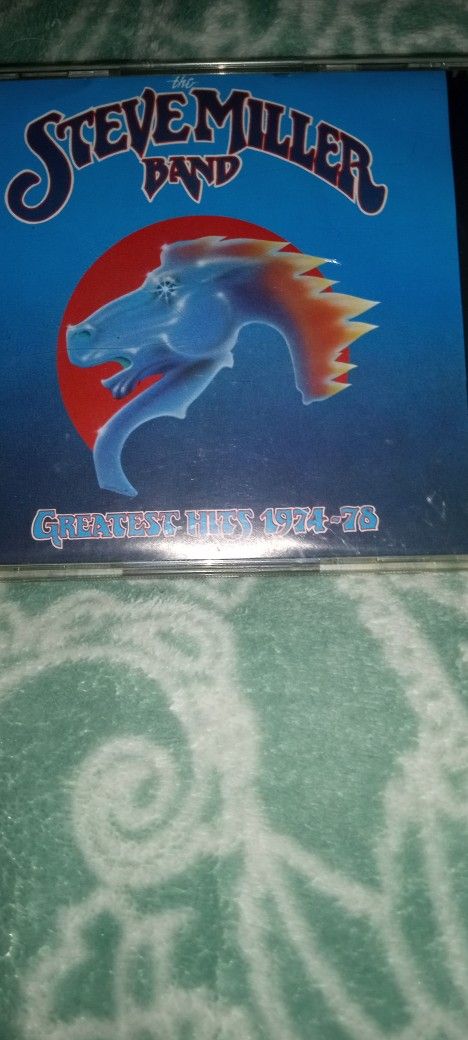 the
STEVE MILLER
BAND
GREATEST HITS 1974-78